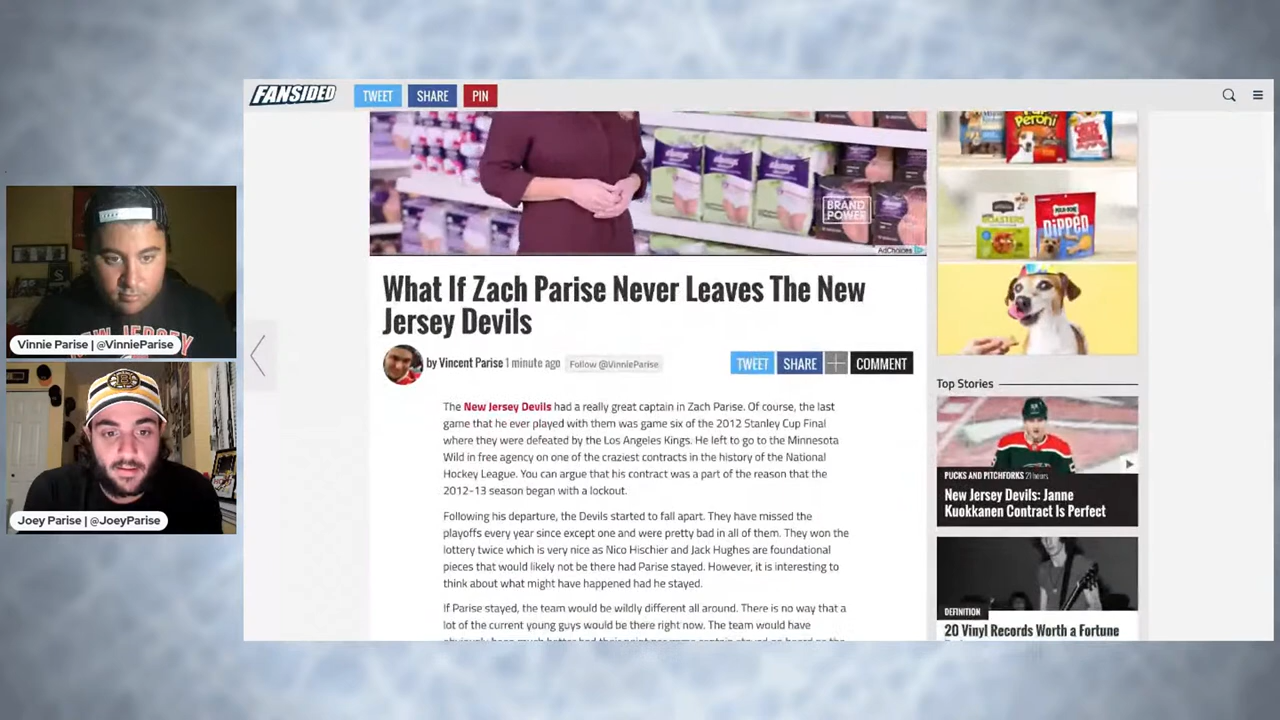 FANSIDED
TWEET
SHARE
PIN
Peroni
always
always
BRAND
POWER
AdChoices
MILK-BONE
DIPPED
What If Zach Parise Never Leaves The New
Jersey Devils
by Vincent Parise 1 minute ago
Follow @VinnieParise
TWEET
SHARE
COMMENT
The New Jersey Devils had a really great captain in Zach Parise. Of course, the last
game that he ever played with them was game six of the 2012 Stanley Cup Final
where they were defeated by the Los Angeles Kings. He left to go to the Minnesota
Wild in free agency on one of the craziest contracts in the history of the National
Hockey League. You can argue that his contract was a part of the reason that the
2012-13 season began with a lockout.
Following his departure, the Devils started to fall apart. They have missed the
playoffs every year since except one and were pretty bad in all of them. They won the
lottery twice which is very nice as Nico Hischier and Jack Hughes are foundational
pieces that would likely not be there had Parise stayed. However, it is interesting to
think about what might have happened had he stayed.
If Parise stayed, the team would be wildly different all around. There is no way that a
lot of the current young guys would be there right now. The team would have
Top Stories
PUCKS AND PITCHFORKS 21 hours
New Jersey Devils: Janne
Kuokkanen Contract Is Perfect
DEFINITION
20 Vinyl Records Worth a Fortune
NEW JERSEY
Vinnie Parise | @VinnieParise
Joey Parise | @JoeyParise